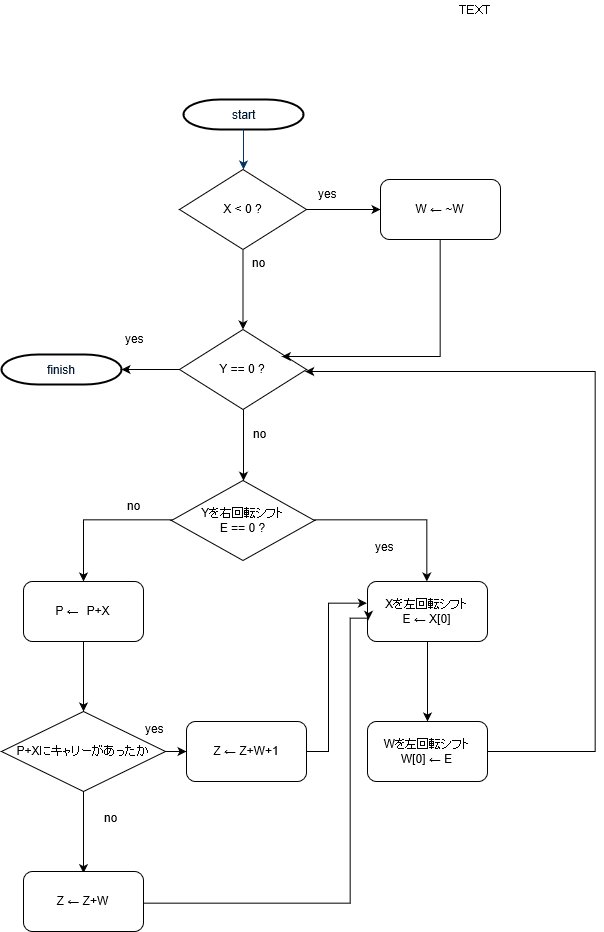 TEXT
start
X < 0 ?
yes
W ← ~W
no
yes
finish
Y == 0 ?
no
Yを右回転シフト
E == 0 ?
no
yes
P ← P+X
Xを左回転シフト
E ← X[0]
yes
P+Xにキャリーがあったか
Z ← Z+W+1
Wを左回転シフト
W[0] ← E
no
Z ← Z+W